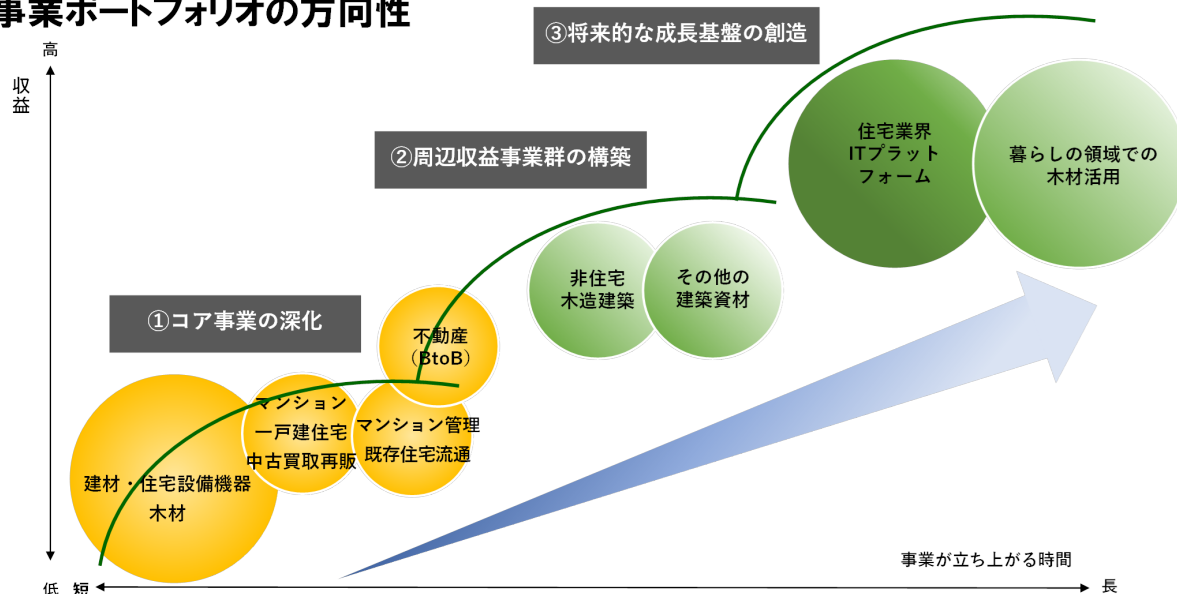 事業ポートフォリオの方向性
高
収
益
③将来的な成長基盤の創造
住宅業界
ITプラット
フォーム
暮らしの領域での
木材活用
②周辺収益事業群の構築
非住宅
木造建築
その他の
建築資材
①コア事業の深化
不動産
（BtoB）
マンション
一戸建住宅
中古買取再販
マンション管理
既存住宅流通
建材・住宅設備機器
木材
事業が立ち上がる時間
低 短
長